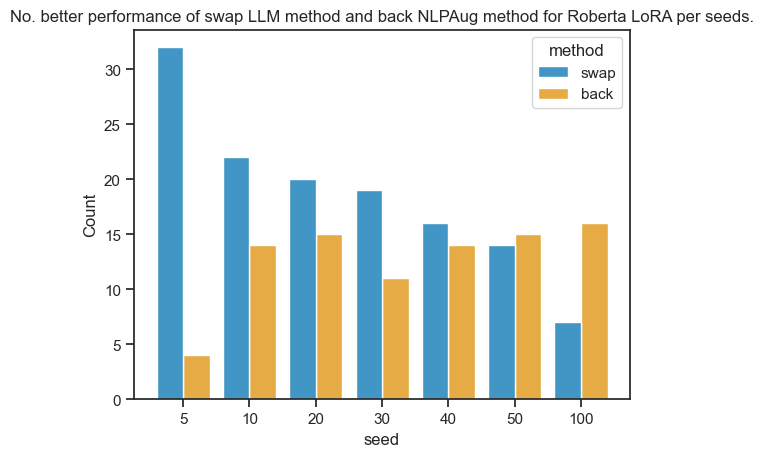 No. better performance of swap LLM method and back NLPAug method for Roberta LoRA per seeds.
method
swap
back
Count
30
25
20
15
10
5
0
5 10 20 30 40 50 100
seed